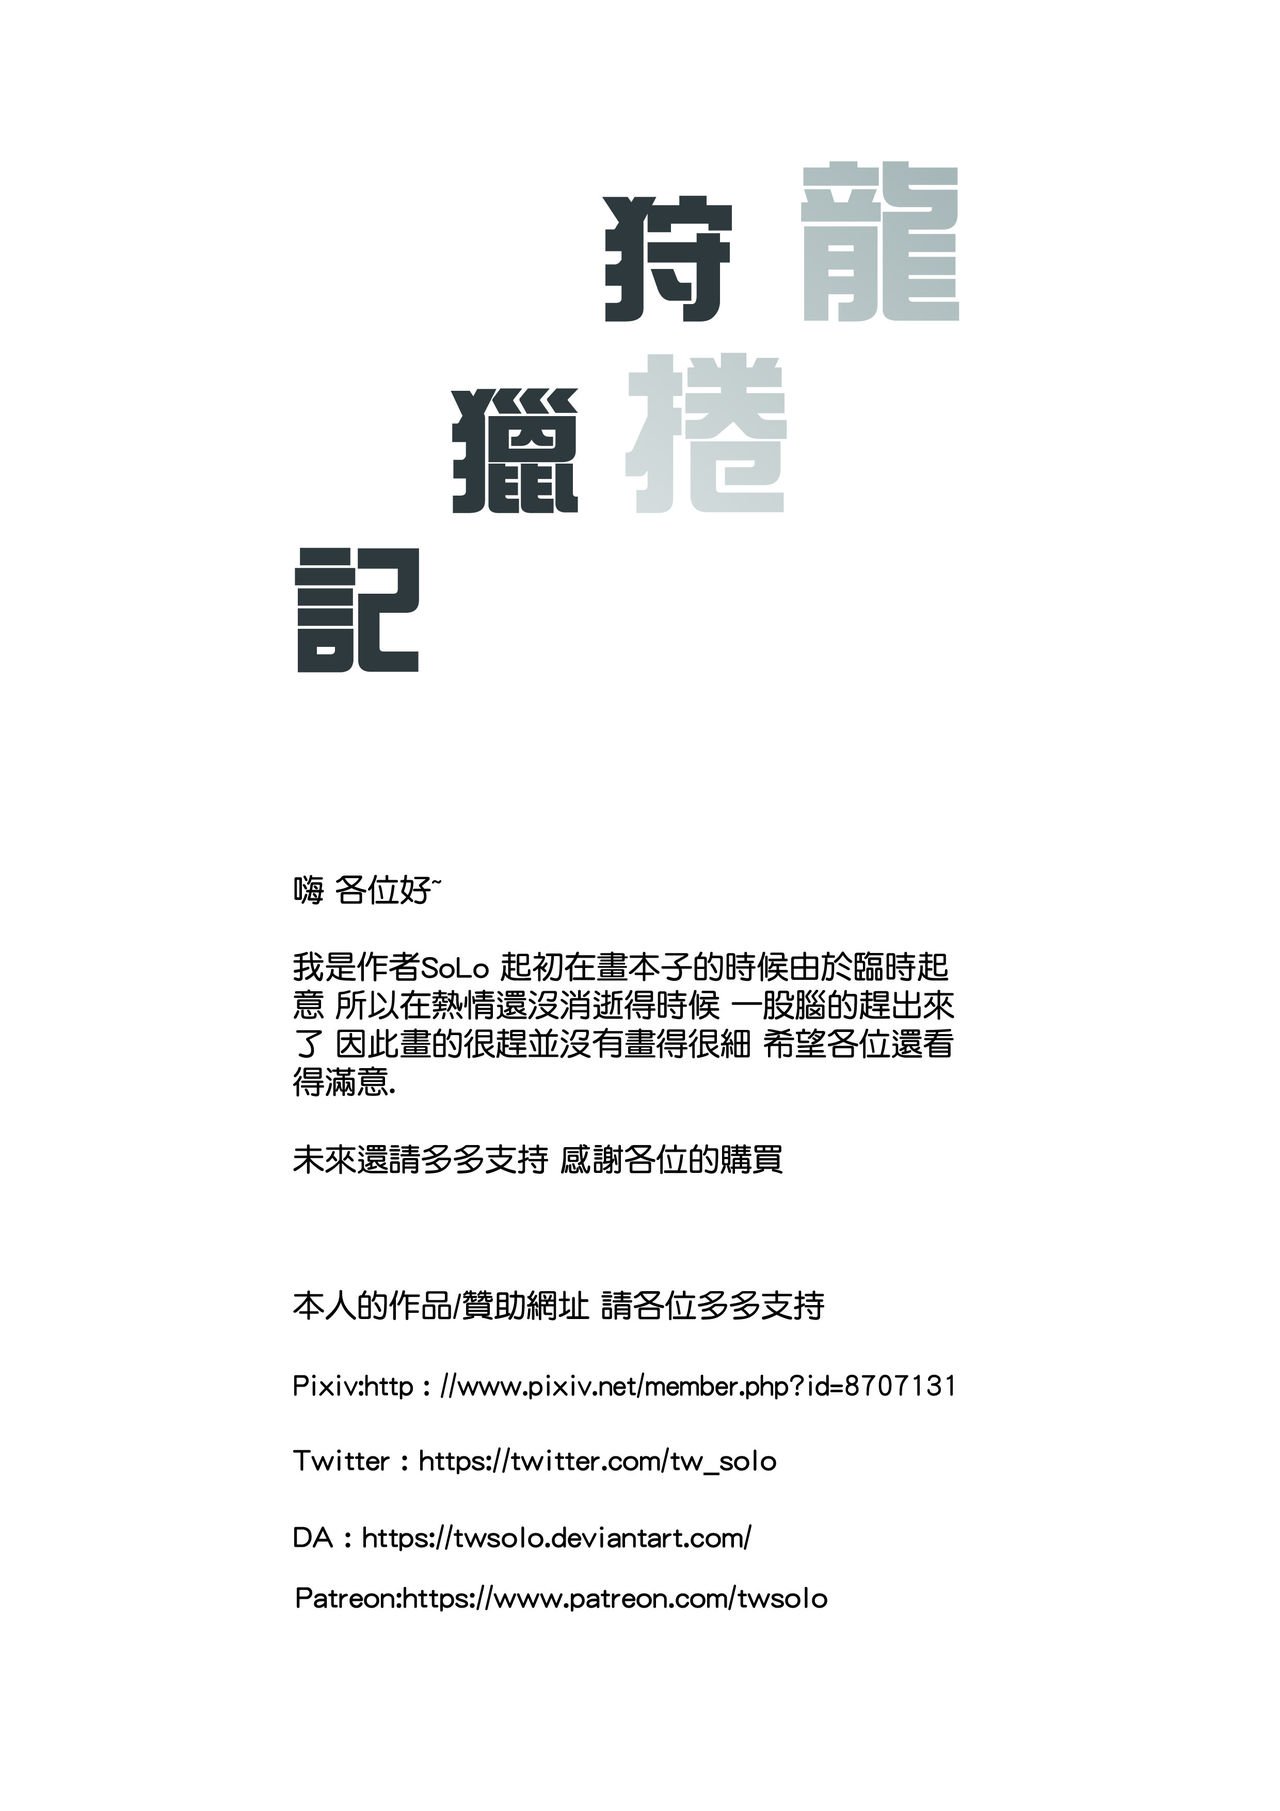 龍捲
狩獵記
嗨 各位好~
我是作者SoLo 起初在畫本子的時候由於臨時起
意 所以在熱情還沒消逝得時候 一股腦的趕出來
了 因此畫的很趕並沒有畫得很細 希望各位還看
得滿意.
未來還請多多支持 感謝各位的購買
本人的作品/贊助網址 請各位多多支持
Pixiv:http : //www.pixiv.net/member.php?id=8707131
Twitter : https://twitter.com/tw_solo
DA : https://twsolo.deviantart.com/
Patreon:https://www.patreon.com/twsolo